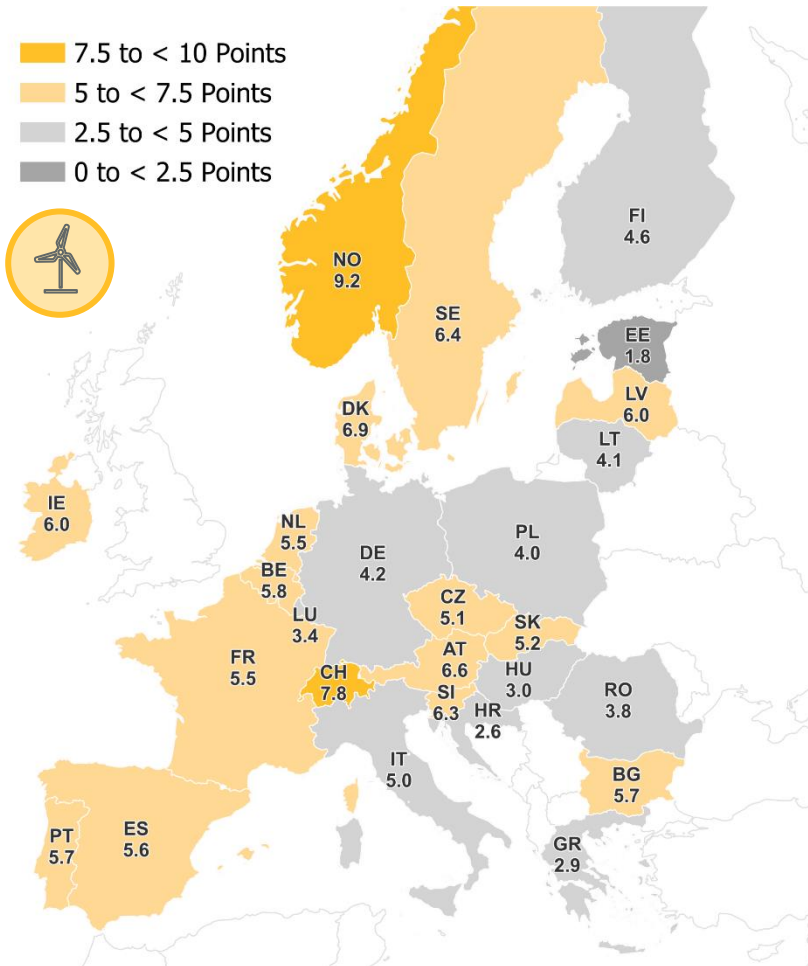 7.5 to < 10 Points
5 to < 7.5 Points
2.5 to < 5 Points
0 to < 2.5 Points
FI
4.6
NO
9.2
SE
6.4
EE
1.8
LV
6.0
DK
6.9
LT
4.1
IE
6.0
NL
5.5
PL
4.0
DE
4.2
BE
5.8
CZ
5.1
LU
3.4
SK
5.2
FR
5.5
AT
6.6
CH
7.8
HU
3.0
SI
6.3
RO
3.8
HR
2.6
IT
5.0
BG
5.7
ES
5.6
PT
5.7
GR
2.9